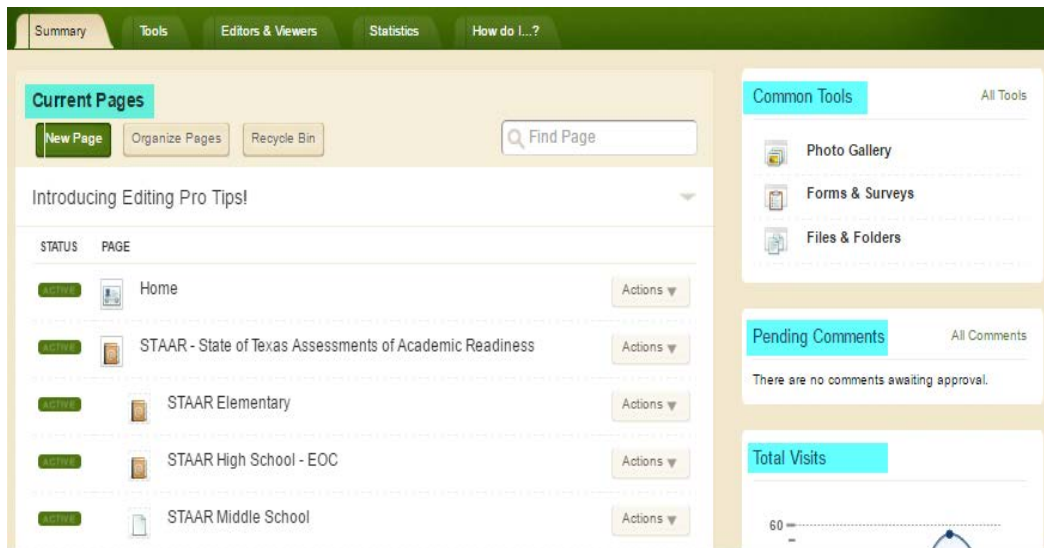 Summary Tools Editors & Viewers Statistics How do I...?
Current Pages
New Page Organize Pages Recycle Bin Find Page
Introducing Editing Pro Tips!
STATUS PAGE
ACTIVE Home Actions
ACTIVE STAAR - State of Texas Assessments of Academic Readiness Actions
ACTIVE STAAR Elementary Actions
ACTIVE STAAR High School - EOC Actions
ACTIVE STAAR Middle School Actions
Common Tools All Tools
Photo Gallery
Forms & Surveys
Files & Folders
Pending Comments All Comments
There are no comments awaiting approval.
Total Visits
60